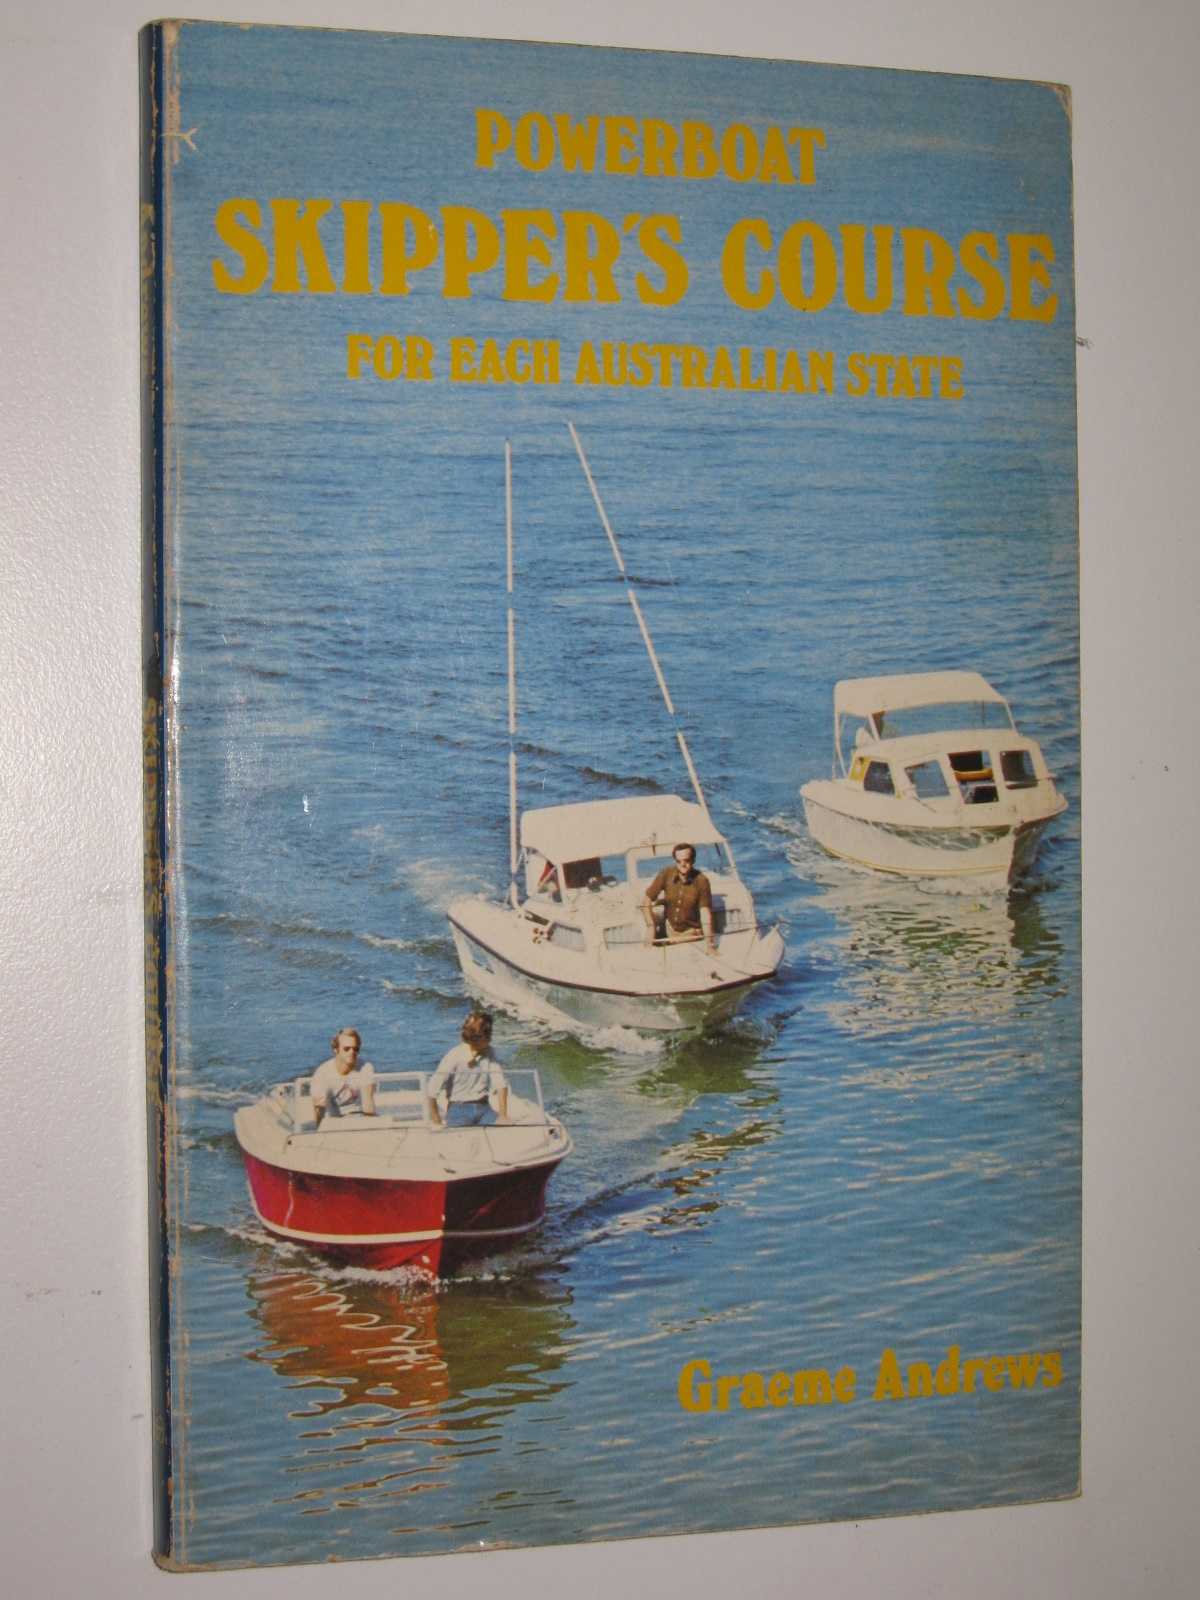 POWERBOAT
SKIPPER'S COURSE
FOR EACH AUSTRALIAN STATE
Graeme Andrews